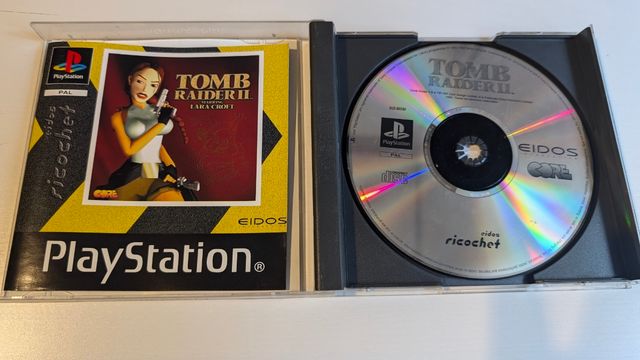 PlayStation
PAL
eidos
ricochet
TOMB
RAIDER II
STARRING
LARA CROFT
CORE
EIDOS
PlayStation®
TOMB
RAIDER II
PlayStation
PAL
EIDOS
CORE
disc
eidos
ricochet